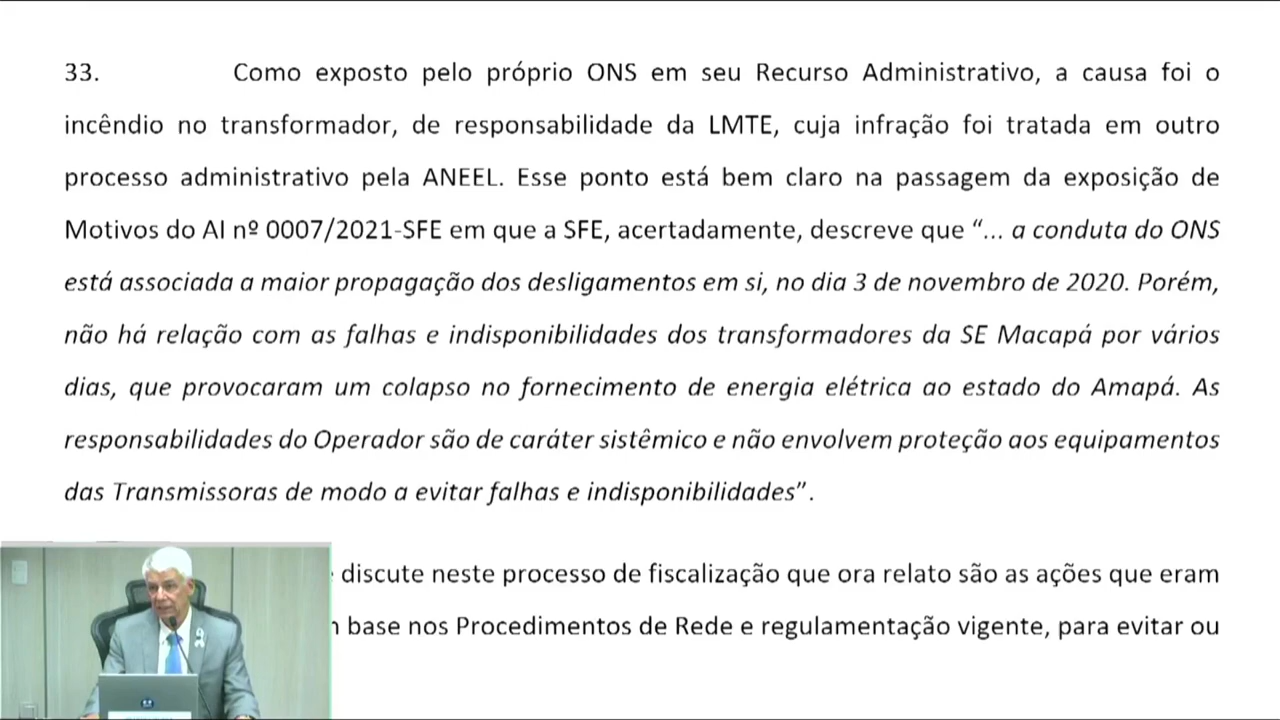 33. Como exposto pelo próprio ONS em seu Recurso Administrativo, a causa foi o
incêndio no transformador, de responsabilidade da LMTE, cuja infração foi tratada em outro
processo administrativo pela ANEEL. Esse ponto está bem claro na passagem da exposição de
Motivos do AI nº 0007/2021-SFE em que a SFE, acertadamente, descreve que “... a conduta do ONS
está associada a maior propagação dos desligamentos em si, no dia 3 de novembro de 2020. Porém,
não há relação com as falhas e indisponibilidades dos transformadores da SE Macapá por vários
dias, que provocaram um colapso no fornecimento de energia elétrica ao estado do Amapá. As
responsabilidades do Operador são de caráter sistêmico e não envolvem proteção aos equipamentos
das Transmissoras de modo a evitar falhas e indisponibilidades”.
discute neste processo de fiscalização que ora relato são as ações que eram
base nos Procedimentos de Rede e regulamentação vigente, para evitar ou